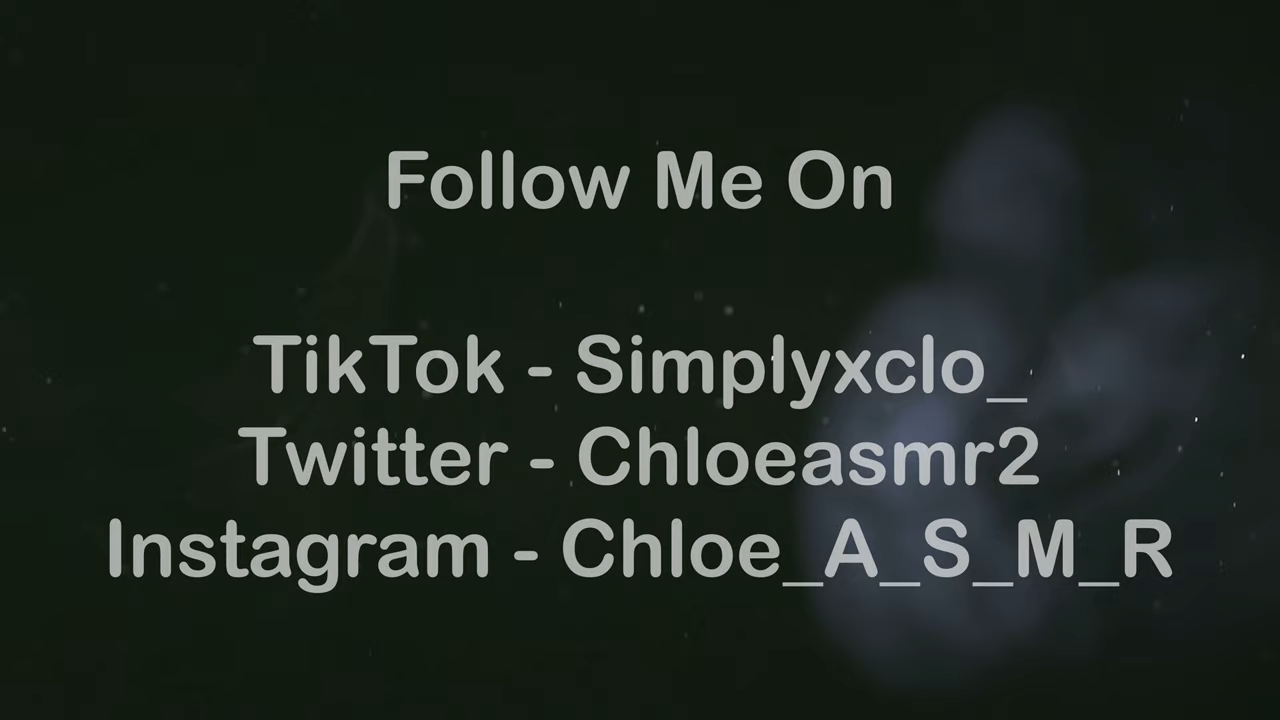 Follow Me On
TikTok - Simplyxclo_
Twitter - Chloeasmr2
Instagram - Chloe_A_S_M_R